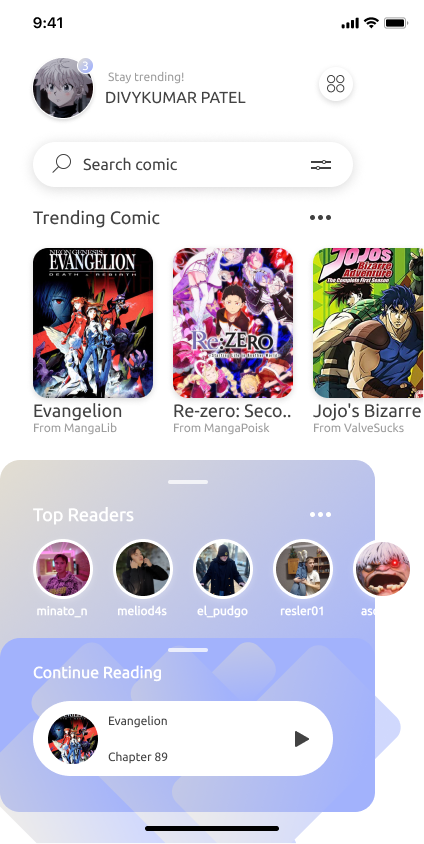 9:41
3
Stay trending!
DIVYKUMAR PATEL
Search comic
Trending Comic
NEON GENESIS
EVANGELION
DEATH & REBIRTH
Re:ZERO
JOJO'S
Bizarre
Adventure
The Complete First Season
Evangelion
Re-zero: Seco..
Jojo's Bizarre
From MangaLib
From MangaPoisk
From ValveSucks
Top Readers
minato_n
meliod4s
el_pudgo
resler01
Continue Reading
Evangelion
Chapter 89